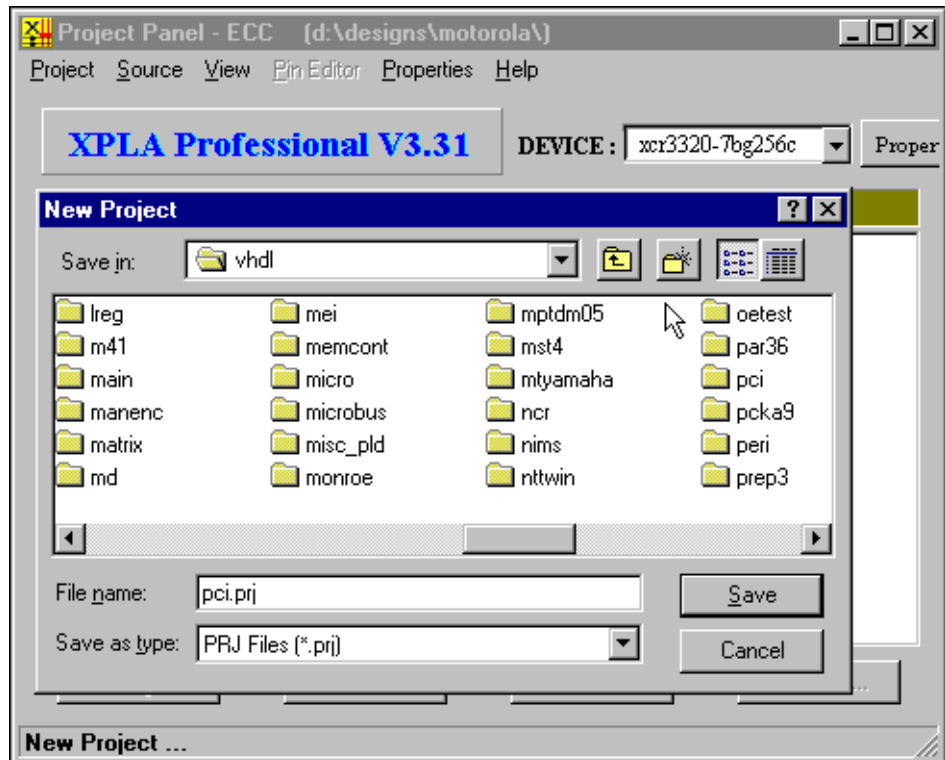 Project Panel - ECC (d:\designs\motorola\)
Project Source View Pin Editor Properties Help
XPLA Professional V3.31 DEVICE : xcr3320-7bg256c Proper
New Project
Save in: vhdl
lreg mei mptdm05 oetest
m41 memcont mst4 par36
main micro mtyamaha pci
manenc microbus ncr pcka9
matrix misc_pld nims peri
md monroe nttwin prep3
File name: pci.prj Save
Save as type: PRJ Files (*.prj) Cancel
...
New Project ...